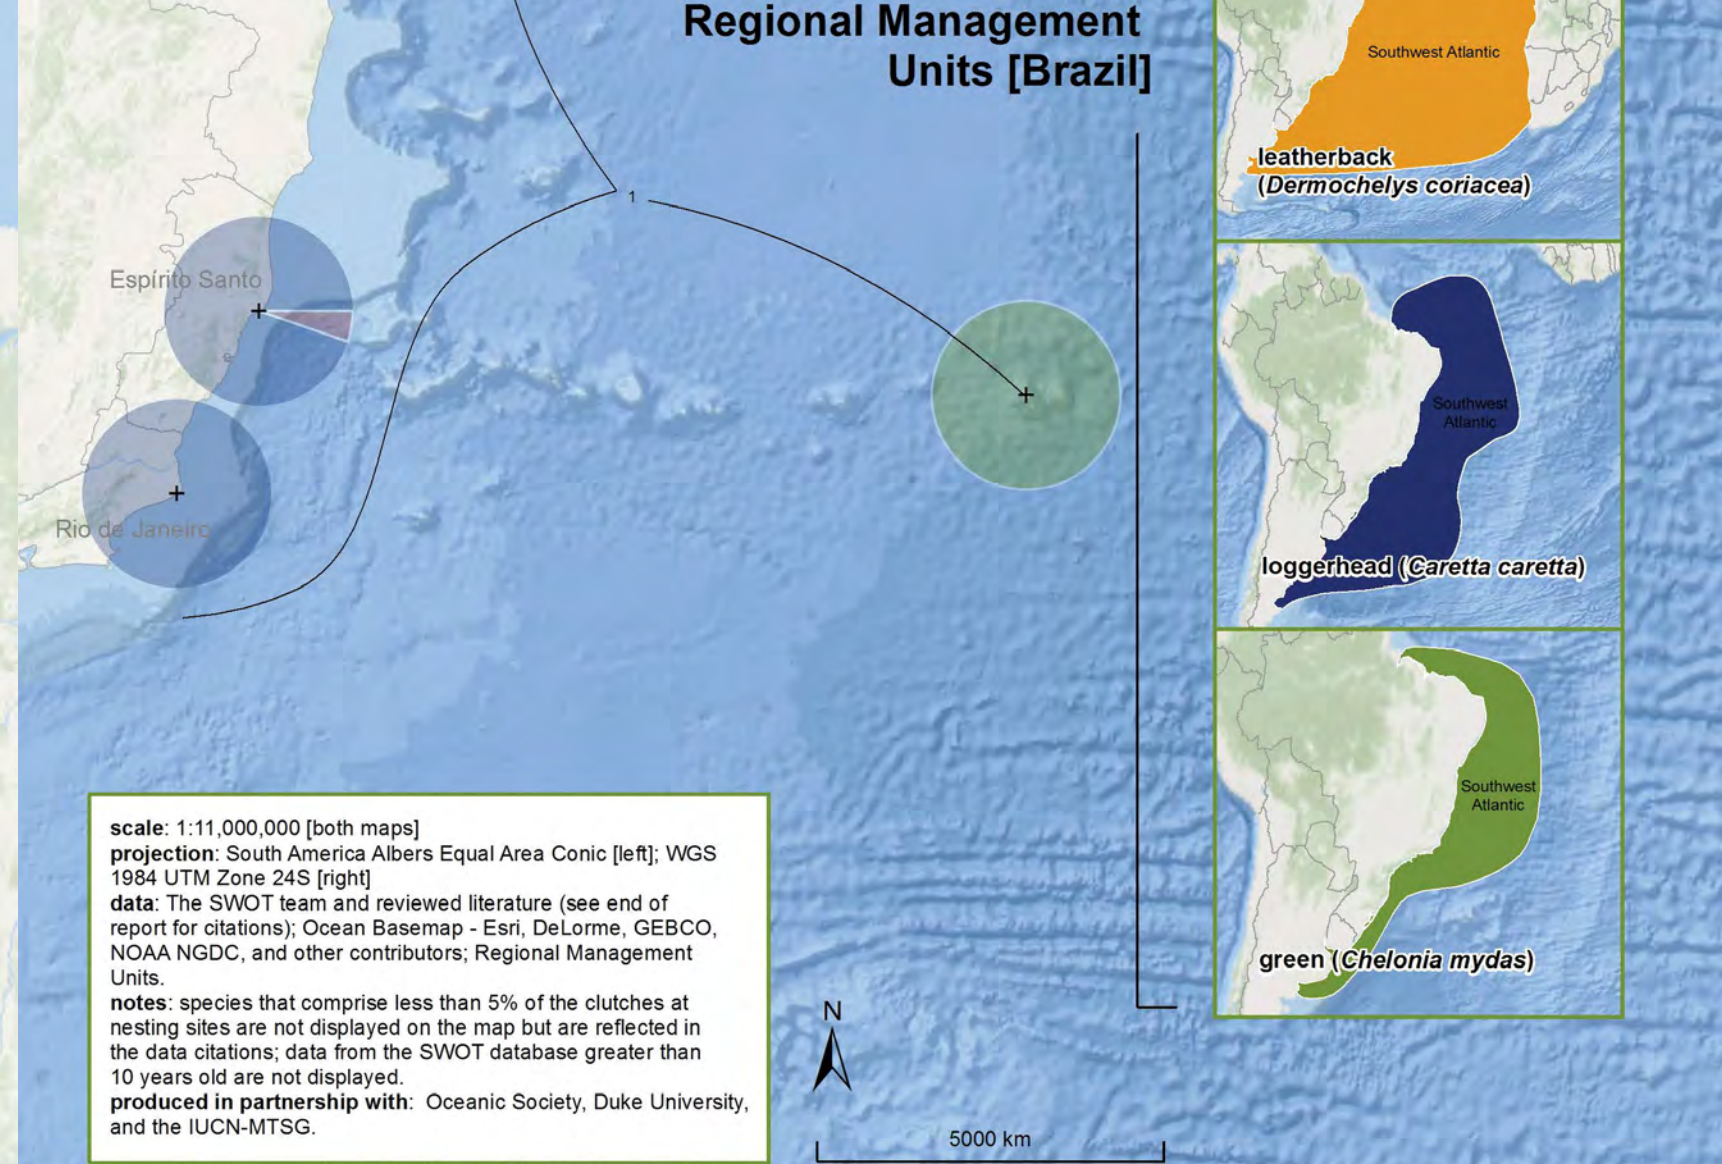 Regional Management
Units [Brazil]
Southwest Atlantic
leatherback
(Dermochelys coriacea)
1
Espírito Santo
Southwest
Atlantic
Rio de Janeiro
loggerhead (Caretta caretta)
Southwest
Atlantic
green (Chelonia mydas)
scale: 1:11,000,000 [both maps]
projection: South America Albers Equal Area Conic [left]; WGS
1984 UTM Zone 24S [right]
data: The SWOT team and reviewed literature (see end of
report for citations); Ocean Basemap - Esri, DeLorme, GEBCO,
NOAA NGDC, and other contributors; Regional Management
Units.
notes: species that comprise less than 5% of the clutches at
nesting sites are not displayed on the map but are reflected in
the data citations; data from the SWOT database greater than
10 years old are not displayed.
produced in partnership with: Oceanic Society, Duke University,
and the IUCN-MTSG.
N
5000 km